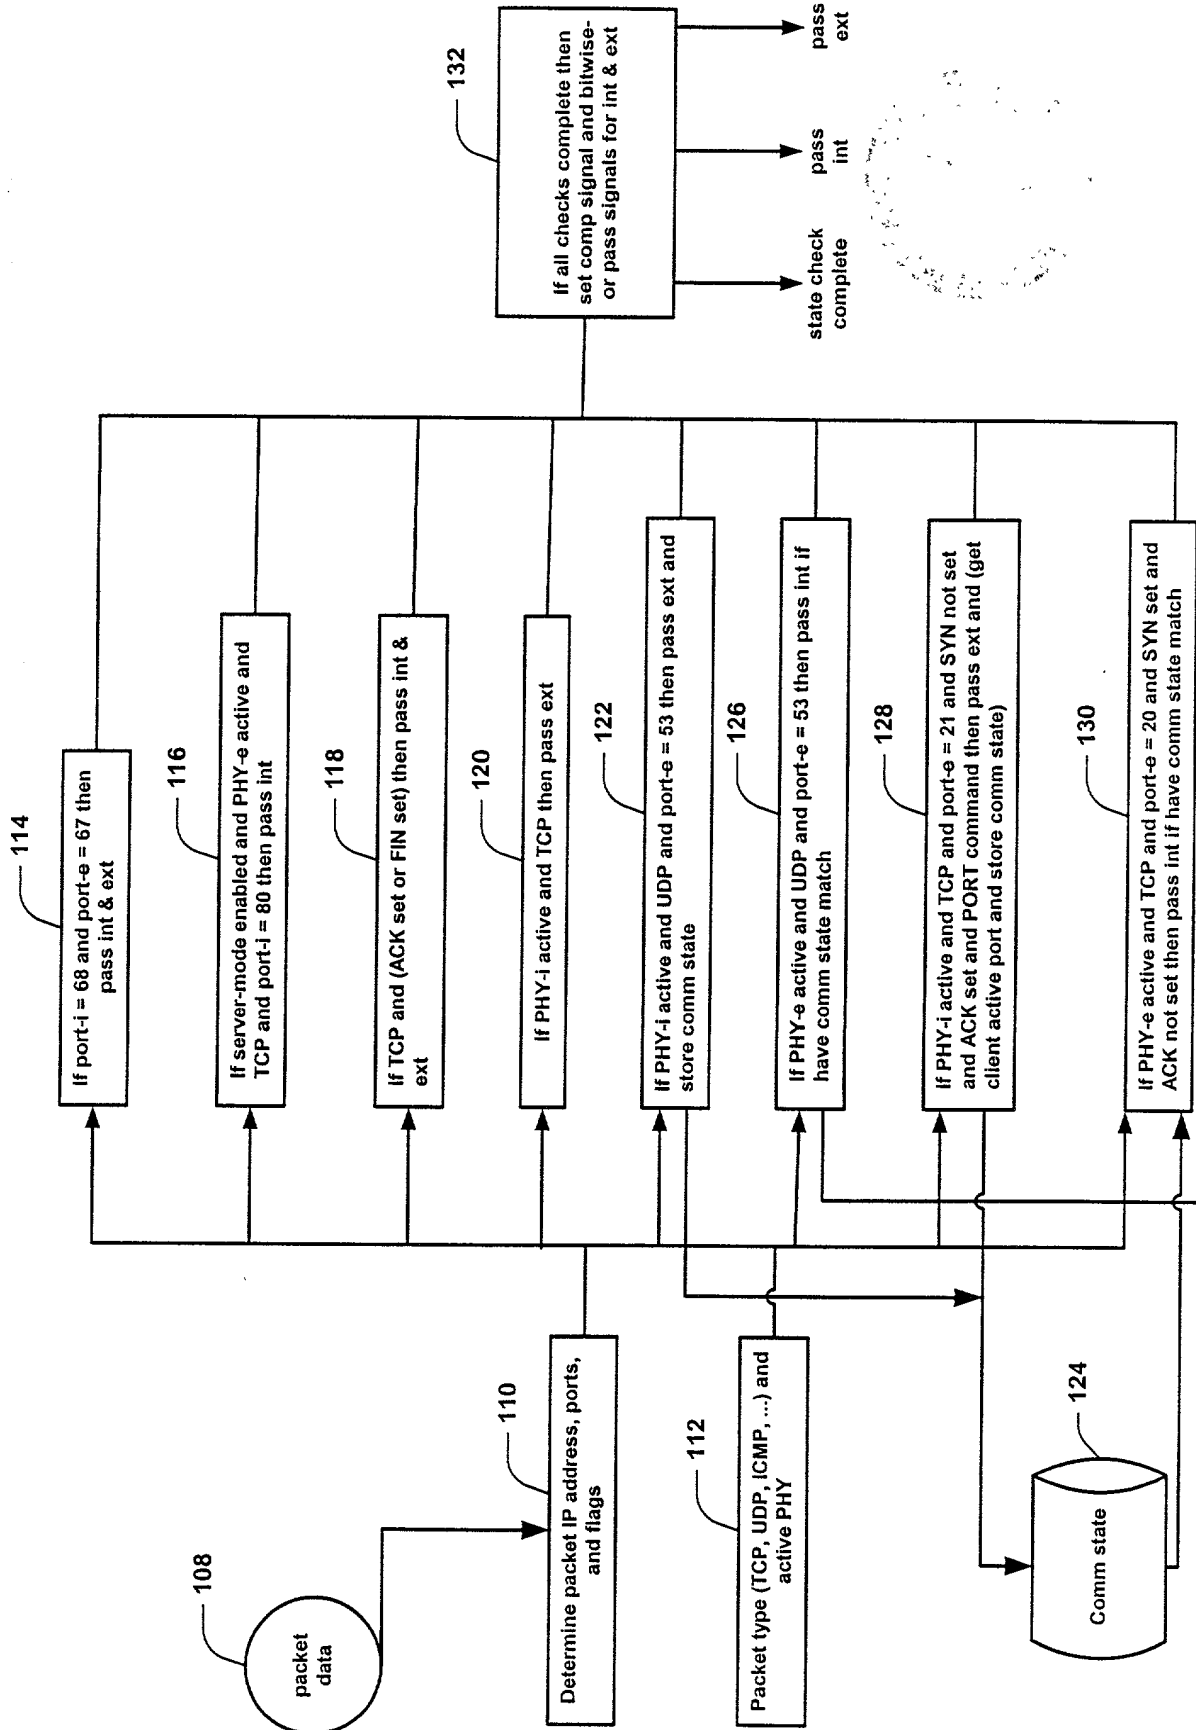 108
packet
data
110
Determine packet IP address, ports,
and flags
112
Packet type (TCP, UDP, ICMP, ...) and
active PHY
124
Comm state
114
If port-i = 68 and port-e = 67 then
pass int & ext
116
If server-mode enabled and PHY-e active and
TCP and port-i = 80 then pass int
118
If TCP and (ACK set or FIN set) then pass int &
ext
120
If PHY-i active and TCP then pass ext
122
If PHY-i active and UDP and port-e = 53 then pass ext and
store comm state
126
If PHY-e active and UDP and port-e = 53 then pass int if
have comm state match
128
If PHY-i active and TCP and port-e = 21 and SYN not set
and ACK set and PORT command then pass ext and (get
client active port and store comm state)
130
If PHY-e active and TCP and port-e = 20 and SYN set and
ACK not set then pass int if have comm state match
132
If all checks complete then
set comp signal and bitwise-
or pass signals for int & ext
state check
complete
pass
int
pass
ext